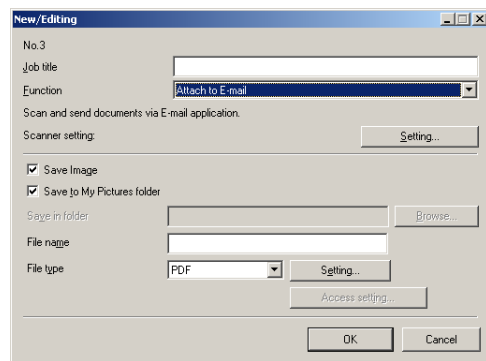 New/Editing
No.3
Job title
Function Attach to E-mail
Scan and send documents via E-mail application.
Scanner setting: Setting...
Save Image
Save to My Pictures folder
Save in folder Browse...
File name
File type PDF Setting...
Access setting...
OK Cancel